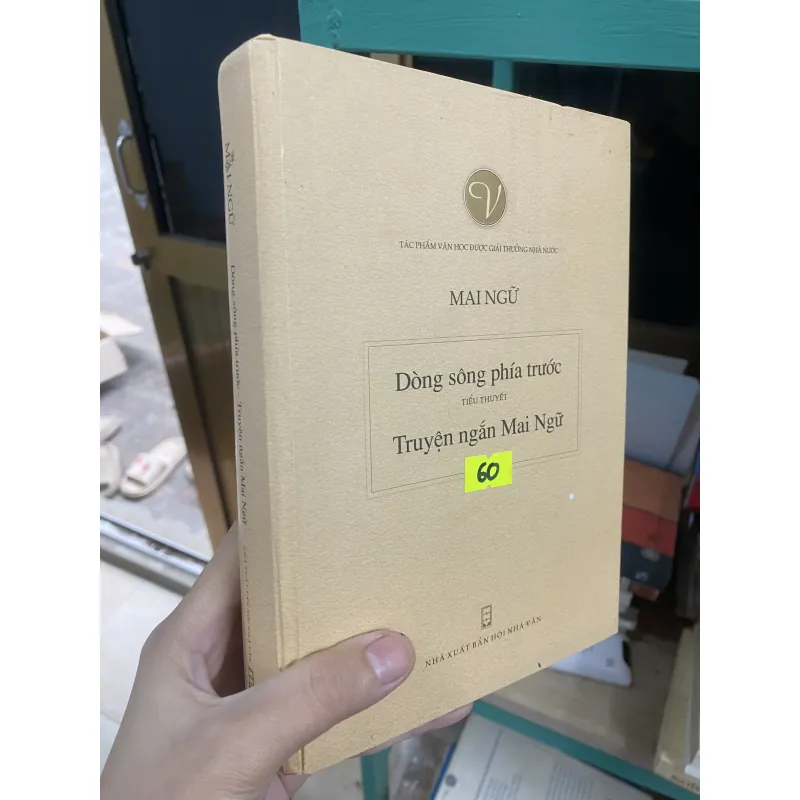 V
TÁC PHẨM VĂN HỌC ĐƯỢC GIẢI THƯỞNG NHÀ NƯỚC
MAI NGỮ
Dòng sông phía trước
TIỂU THUYẾT
Truyện ngắn Mai Ngữ
60
NHÀ XUẤT BẢN HỘI NHÀ VĂN
MAI NGỮ Dòng sông phía trước - Truyện ngắn Mai Ngữ